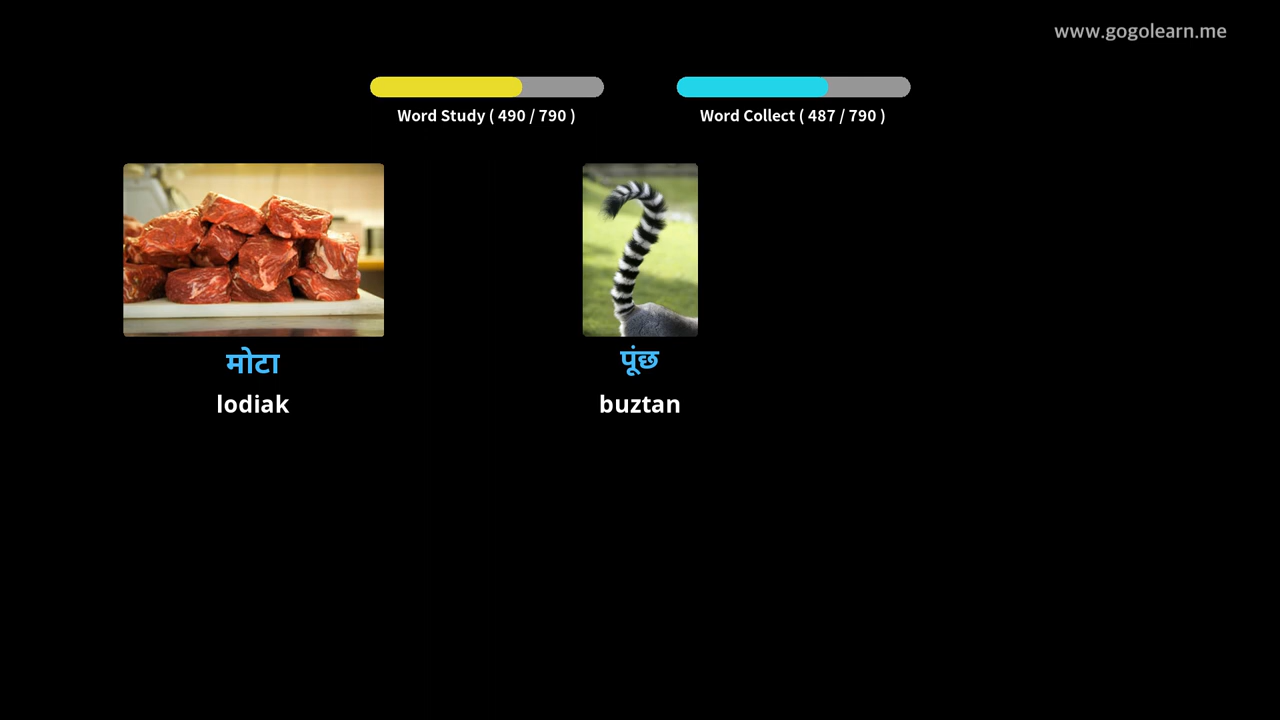 www.gogolearn.me
Word Study ( 490 / 790 )
Word Collect ( 487 / 790 )
मोटा
lodiak
पूंछ
buztan